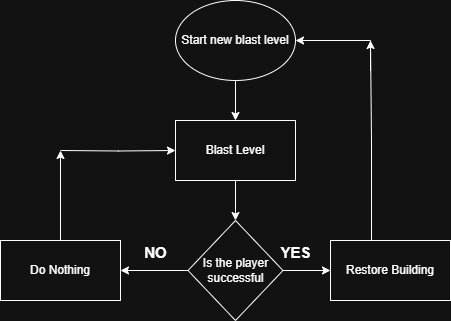 Start new blast level
Blast Level
NO
YES
Is the player
successful
Do Nothing
Restore Building